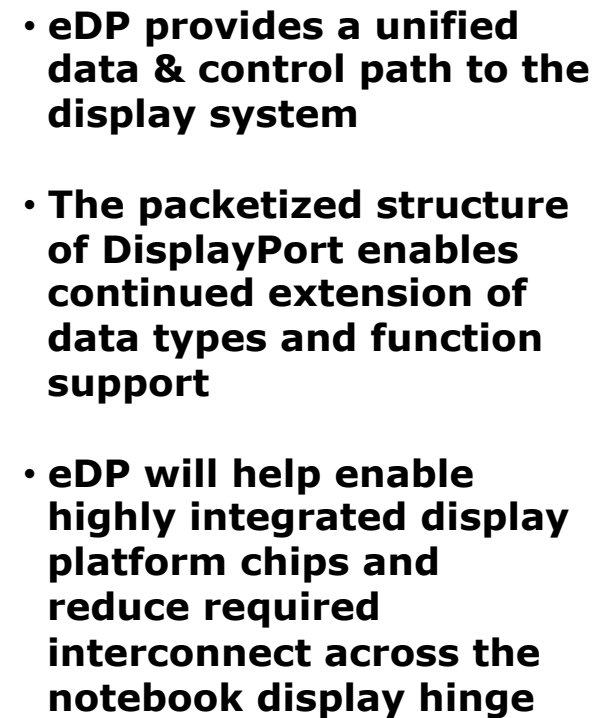 • eDP provides a unified
data & control path to the
display system
• The packetized structure
of DisplayPort enables
continued extension of
data types and function
support
• eDP will help enable
highly integrated display
platform chips and
reduce required
interconnect across the
notebook display hinge